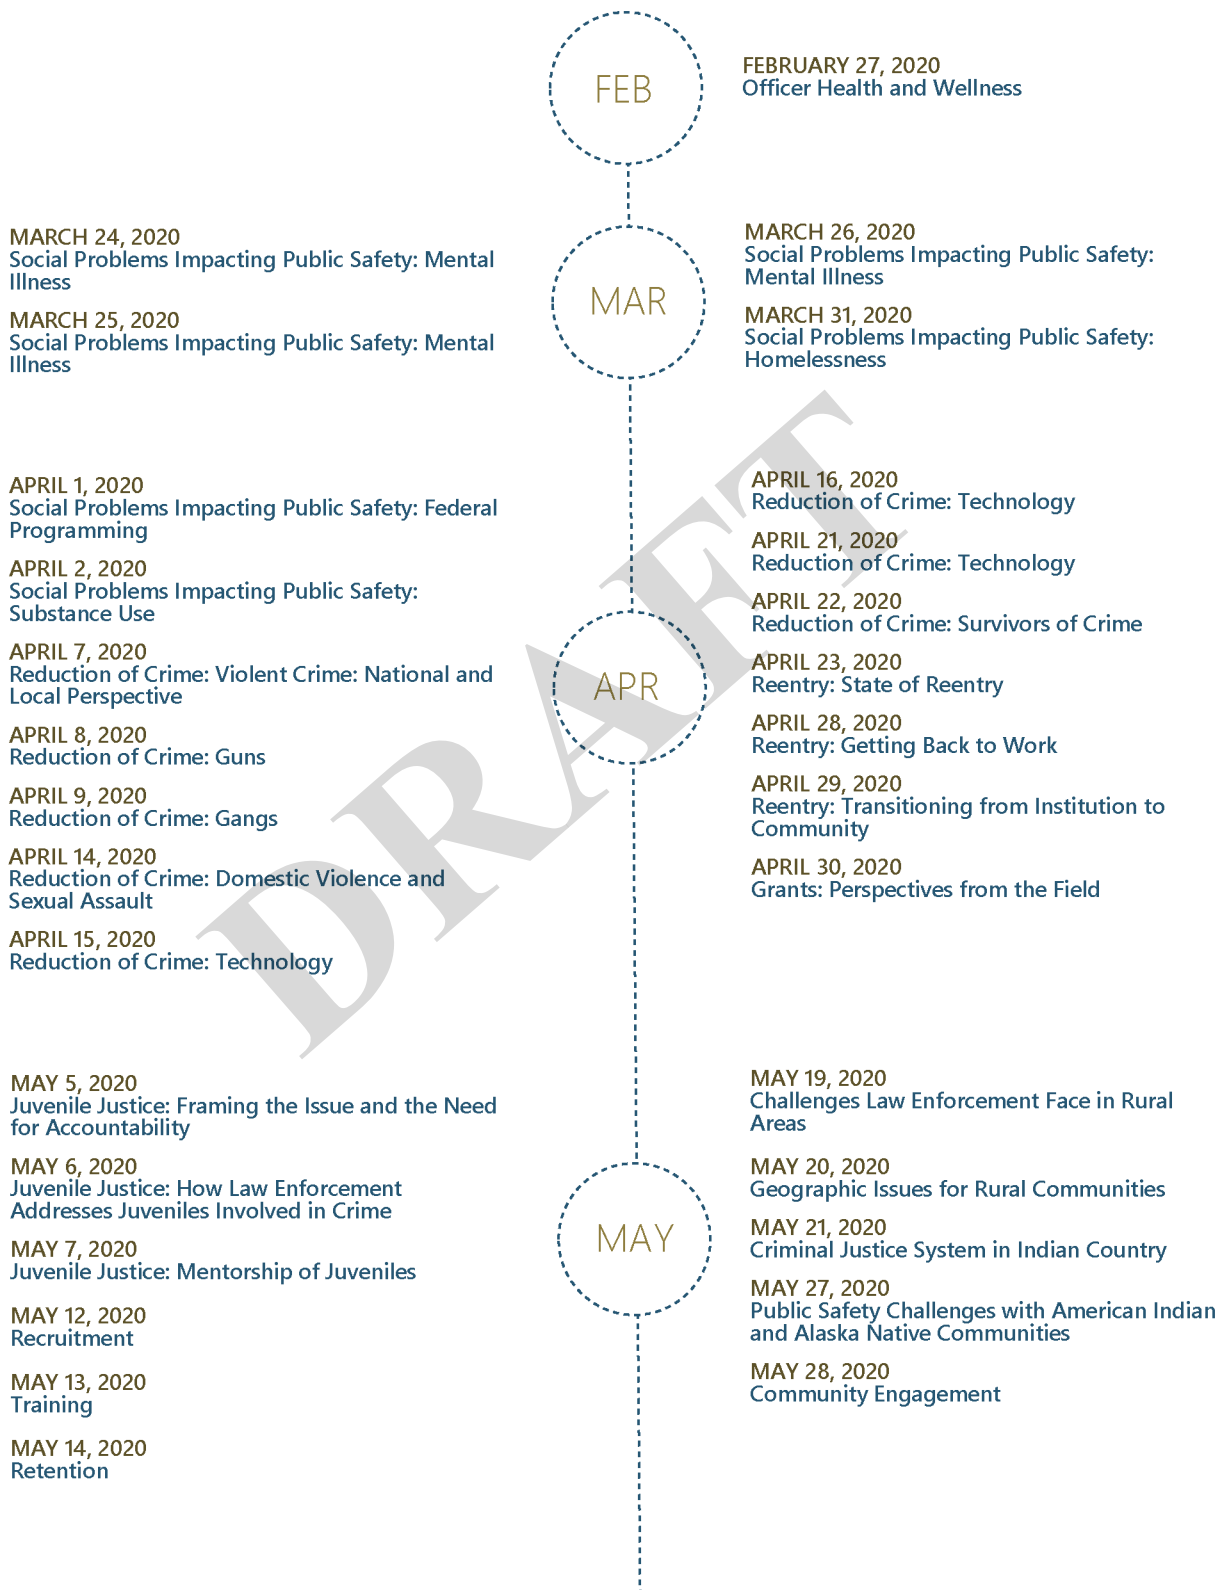 FEB
FEBRUARY 27, 2020
Officer Health and Wellness
MARCH 24, 2020
Social Problems Impacting Public Safety: Mental
Illness
MARCH 25, 2020
Social Problems Impacting Public Safety: Mental
Illness
MAR
MARCH 26, 2020
Social Problems Impacting Public Safety:
Mental Illness
MARCH 31, 2020
Social Problems Impacting Public Safety:
Homelessness
APRIL 1, 2020
Social Problems Impacting Public Safety: Federal
Programming
APRIL 2, 2020
Social Problems Impacting Public Safety:
Substance Use
APRIL 7, 2020
Reduction of Crime: Violent Crime: National and
Local Perspective
APRIL 8, 2020
Reduction of Crime: Guns
APRIL 9, 2020
Reduction of Crime: Gangs
APRIL 14, 2020
Reduction of Crime: Domestic Violence and
Sexual Assault
APRIL 15, 2020
Reduction of Crime: Technology
APR
APRIL 16, 2020
Reduction of Crime: Technology
APRIL 21, 2020
Reduction of Crime: Technology
APRIL 22, 2020
Reduction of Crime: Survivors of Crime
APRIL 23, 2020
Reentry: State of Reentry
APRIL 28, 2020
Reentry: Getting Back to Work
APRIL 29, 2020
Reentry: Transitioning from Institution to
Community
APRIL 30, 2020
Grants: Perspectives from the Field
DRAFT
MAY 5, 2020
Juvenile Justice: Framing the Issue and the Need
for Accountability
MAY 6, 2020
Juvenile Justice: How Law Enforcement
Addresses Juveniles Involved in Crime
MAY 7, 2020
Juvenile Justice: Mentorship of Juveniles
MAY 12, 2020
Recruitment
MAY 13, 2020
Training
MAY 14, 2020
Retention
MAY
MAY 19, 2020
Challenges Law Enforcement Face in Rural
Areas
MAY 20, 2020
Geographic Issues for Rural Communities
MAY 21, 2020
Criminal Justice System in Indian Country
MAY 27, 2020
Public Safety Challenges with American Indian
and Alaska Native Communities
MAY 28, 2020
Community Engagement